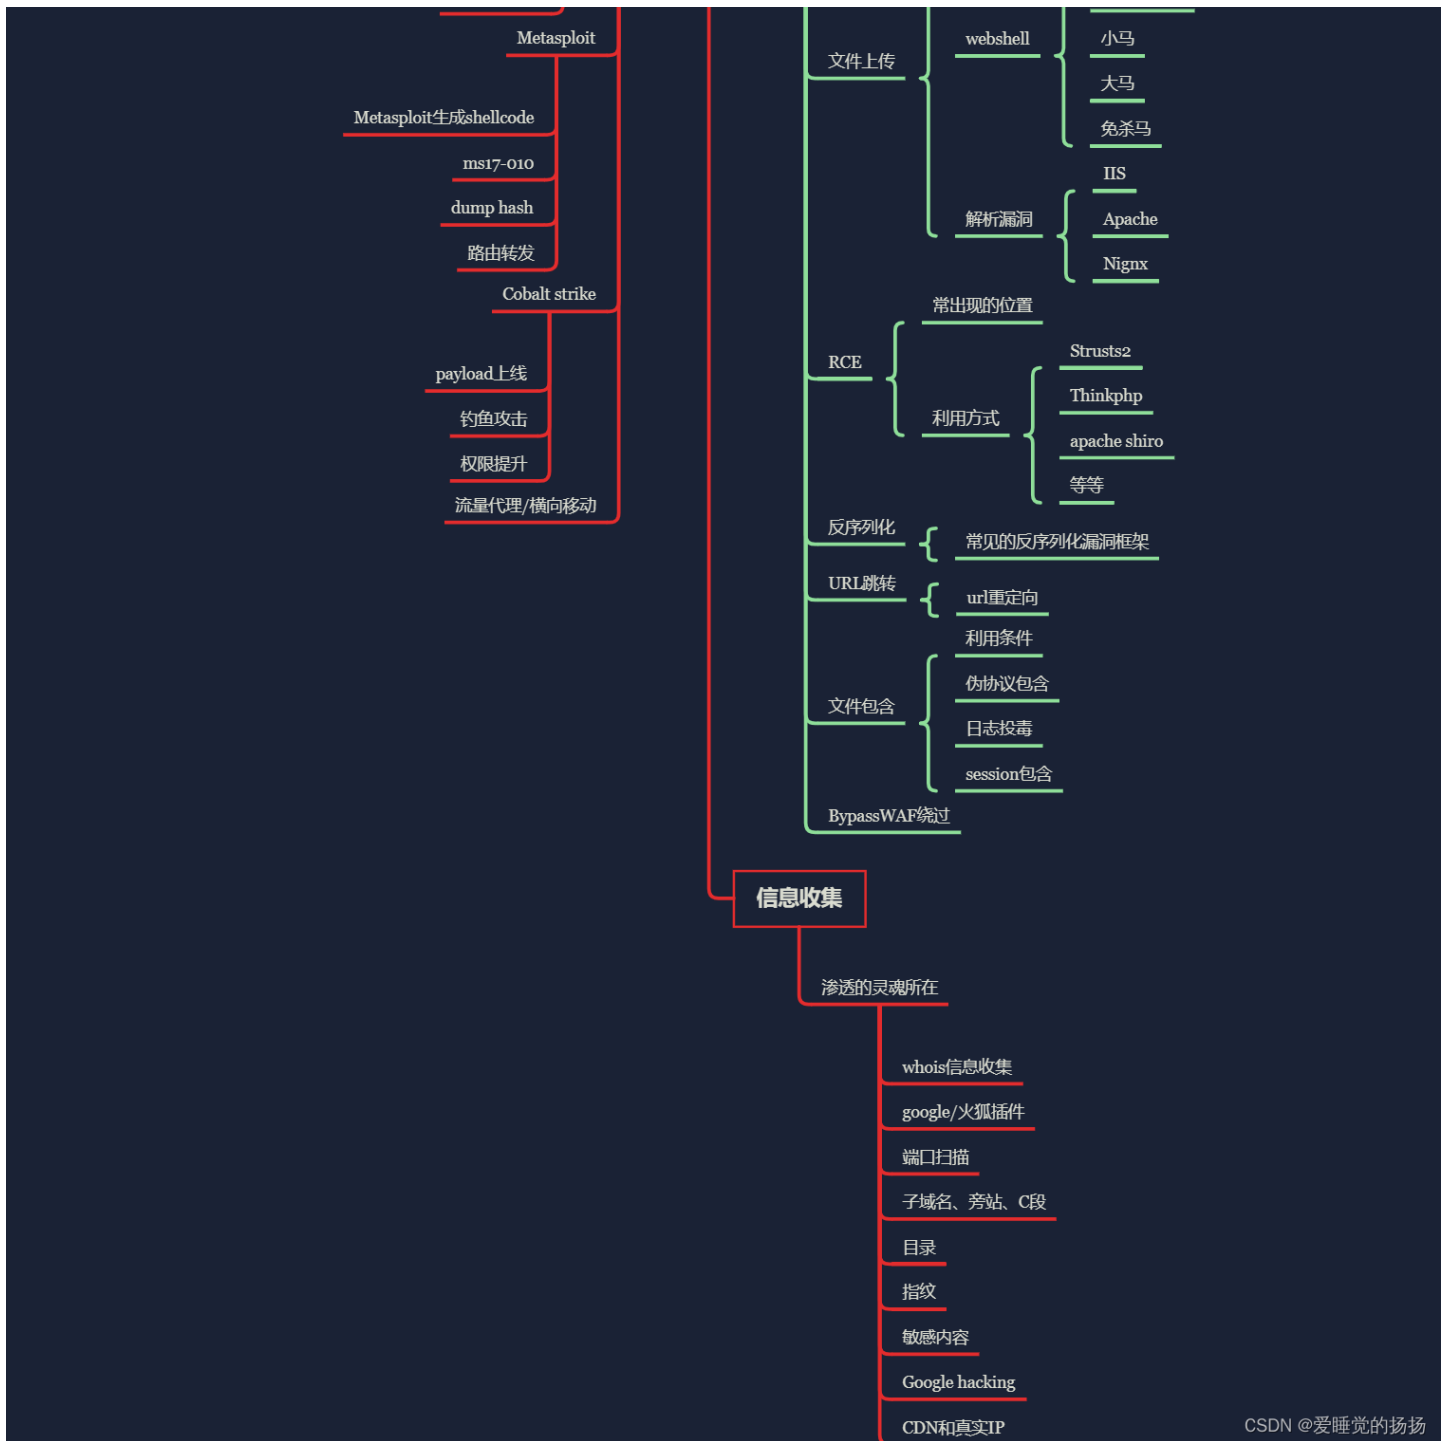 Metasploit
Metasploit生成shellcode
ms17-010
dump hash
路由转发
Cobalt strike
payload上线
钓鱼攻击
权限提升
流量代理/横向移动
文件上传
webshell
小马
大马
免杀马
解析漏洞
IIS
Apache
Nignx
RCE
常出现的位置
利用方式
Strusts2
Thinkphp
apache shiro
等等
反序列化
常见的反序列化漏洞框架
URL跳转
url重定向
文件包含
利用条件
伪协议包含
日志投毒
session包含
BypassWAF绕过
信息收集
渗透的灵魂所在
whois信息收集
google/火狐插件
端口扫描
子域名、旁站、C段
目录
指纹
敏感内容
Google hacking
CDN和真实IP
CSDN @爱睡觉的扬扬